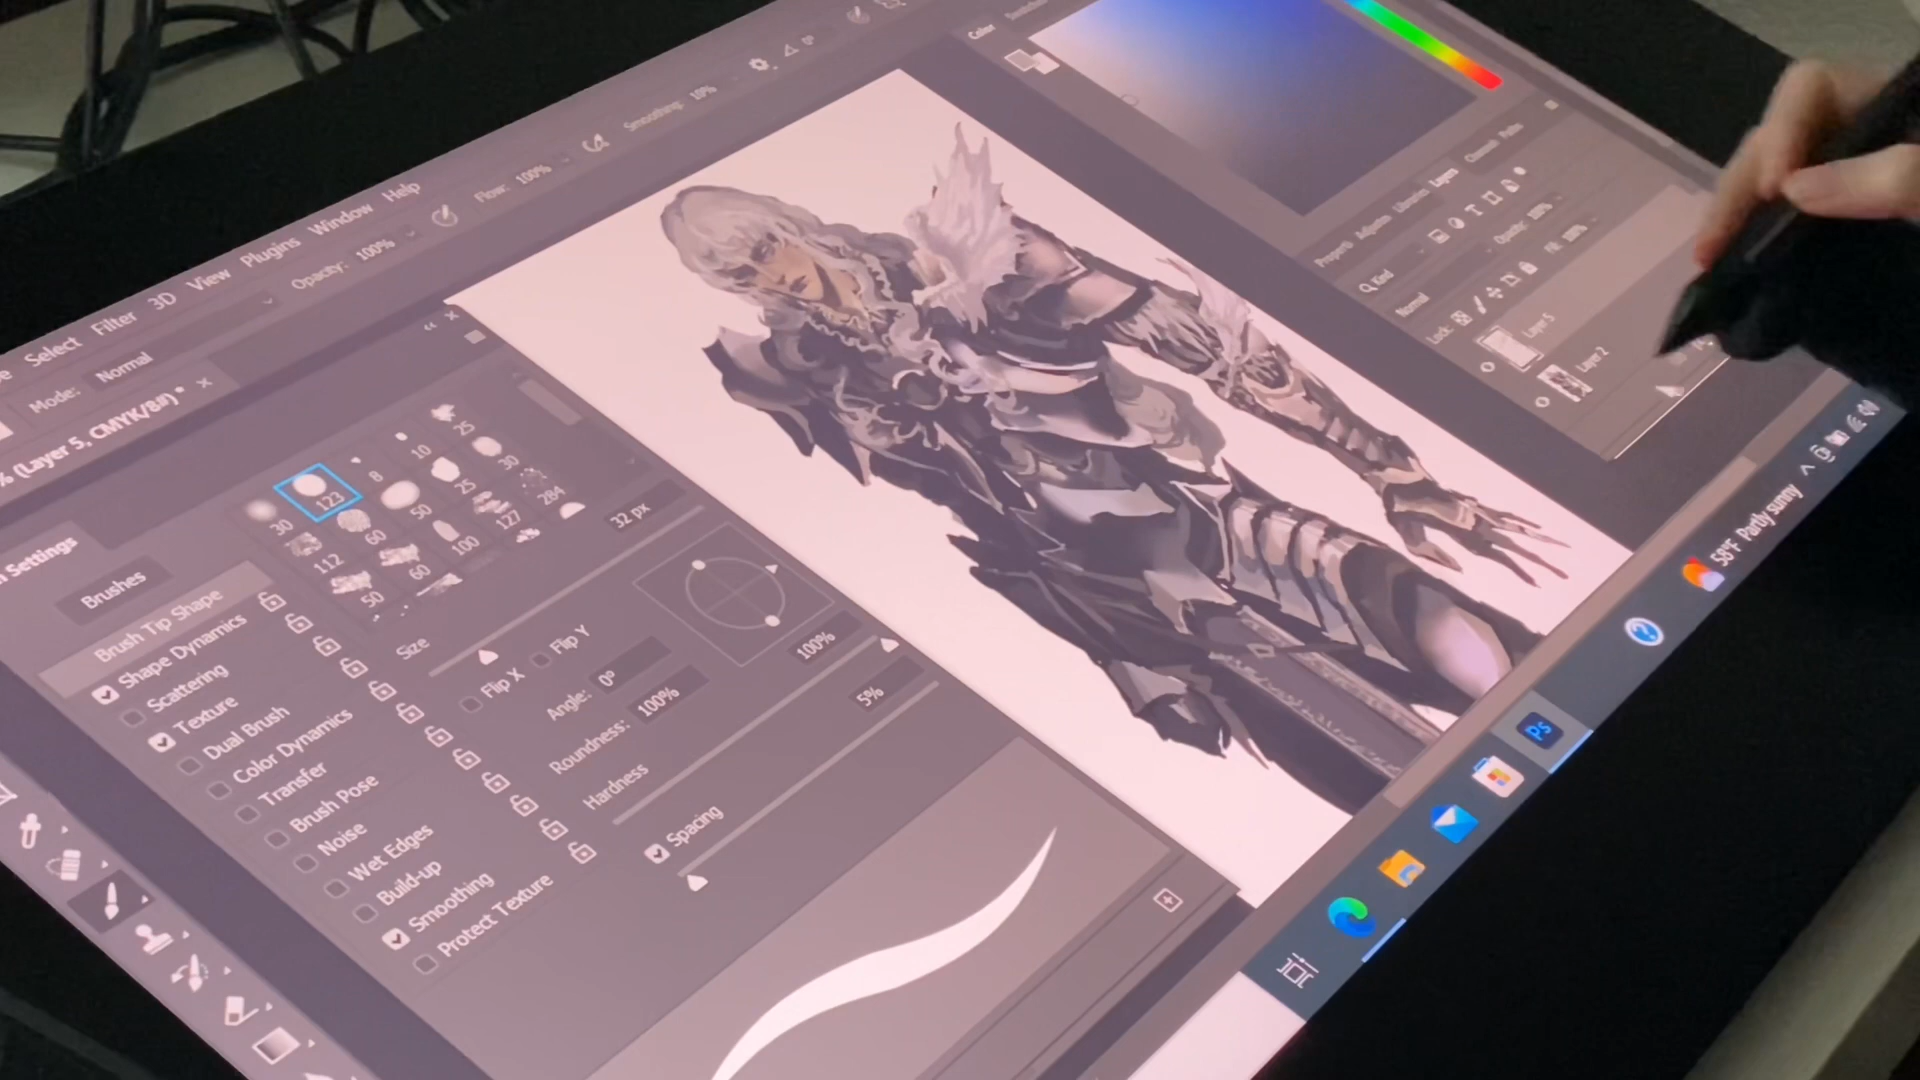 Select Filter 3D View Plugins Window Help
Mode: Normal Opacity: 100% Flow: 100% Smoothing: 10% 0°
% (Layer 5, CMYK/8#) * ×
Settings
Brushes
Brush Tip Shape
Shape Dynamics
Scattering
Texture
Dual Brush
Color Dynamics
Transfer
Brush Pose
Noise
Wet Edges
Build-up
Smoothing
Protect Texture
30 123 8 10 25
112 60 50 25 30
50 60 100 127 284
Size 32 px
Flip X Flip Y
Angle: 0°
Roundness: 100%
Hardness 100%
Spacing 5%
Color
Layers Channels Paths
Kind
Normal Opacity: 100%
Lock: Fill: 100%
Layer 5
Layer 2
Ps
58°F Partly sunny